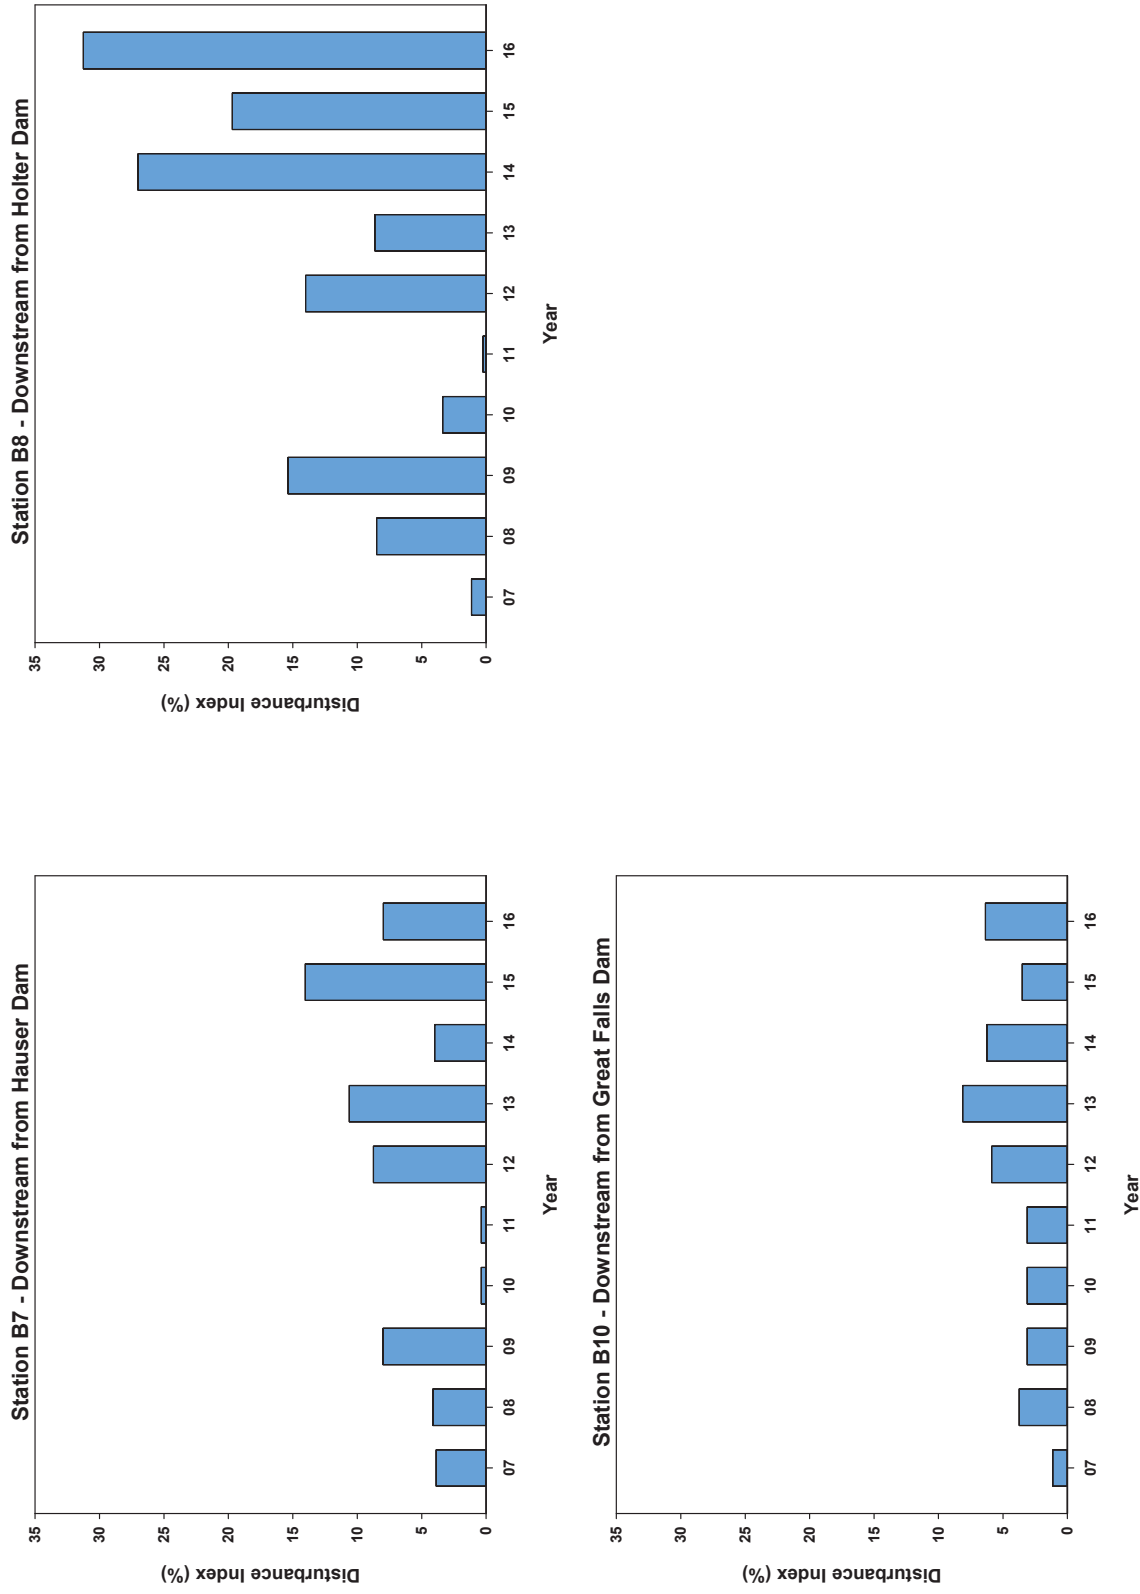 Station B7 - Downstream from Hauser Dam
35
30
25
20
15
10
5
0
Disturbance Index (%)
07 08 09 10 11 12 13 14 15 16
Year
Station B8 - Downstream from Holter Dam
35
30
25
20
15
10
5
0
Disturbance Index (%)
07 08 09 10 11 12 13 14 15 16
Year
Station B10 - Downstream from Great Falls Dam
35
30
25
20
15
10
5
0
Disturbance Index (%)
07 08 09 10 11 12 13 14 15 16
Year